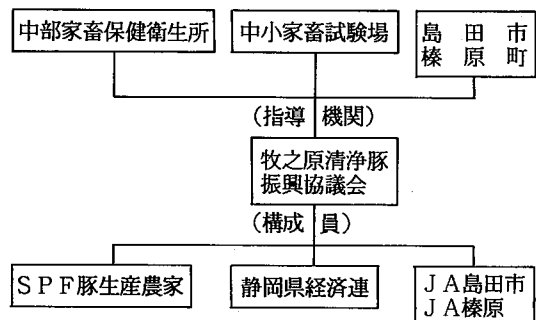 中部家畜保健衛生所
中小家畜試験場
島田市
榛原町
(指導機関)
牧之原清浄豚
振興協議会
(構成員)
SPF豚生産農家
静岡県経済連
JA島田市
JA榛原